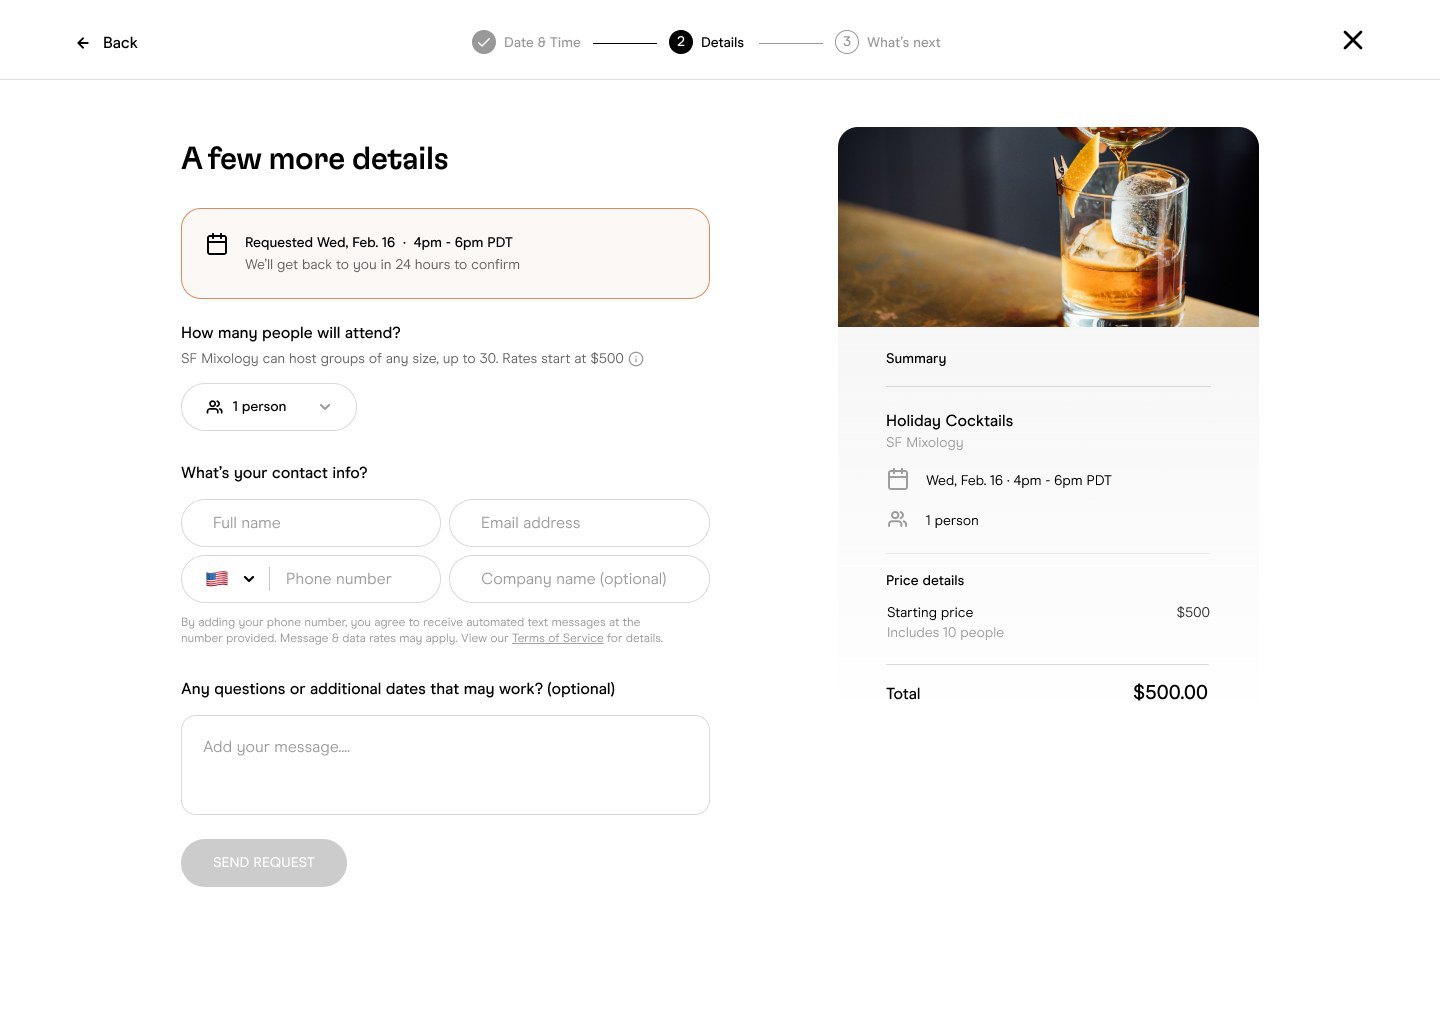 Back
Date & Time
2 Details
3 What's next
A few more details
Requested Wed, Feb. 16 · 4pm - 6pm PDT
We'll get back to you in 24 hours to confirm
How many people will attend?
SF Mixology can host groups of any size, up to 30. Rates start at $500
1 person
What's your contact info?
Full name
Email address
Phone number
Company name (optional)
By adding your phone number, you agree to receive automated text messages at the
number provided. Message & data rates may apply. View our Terms of Service for details.
Any questions or additional dates that may work? (optional)
Add your message....
SEND REQUEST
Summary
Holiday Cocktails
SF Mixology
Wed, Feb. 16 · 4pm - 6pm PDT
1 person
Price details
Starting price $500
Includes 10 people
Total $500.00